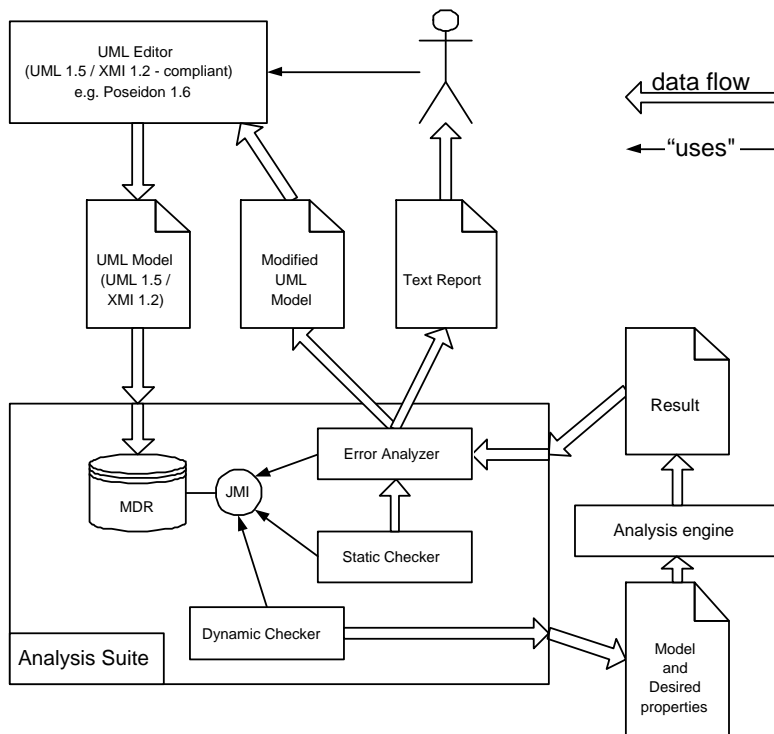 UML Editor
(UML 1.5 / XMI 1.2 - compliant)
e.g. Poseidon 1.6
data flow
“uses"
UML Model
(UML 1.5 /
XMI 1.2)
Modified
UML
Model
Text Report
Result
Error Analyzer
MDR
JMI
Static Checker
Analysis engine
Dynamic Checker
Analysis Suite
Model
and
Desired
properties